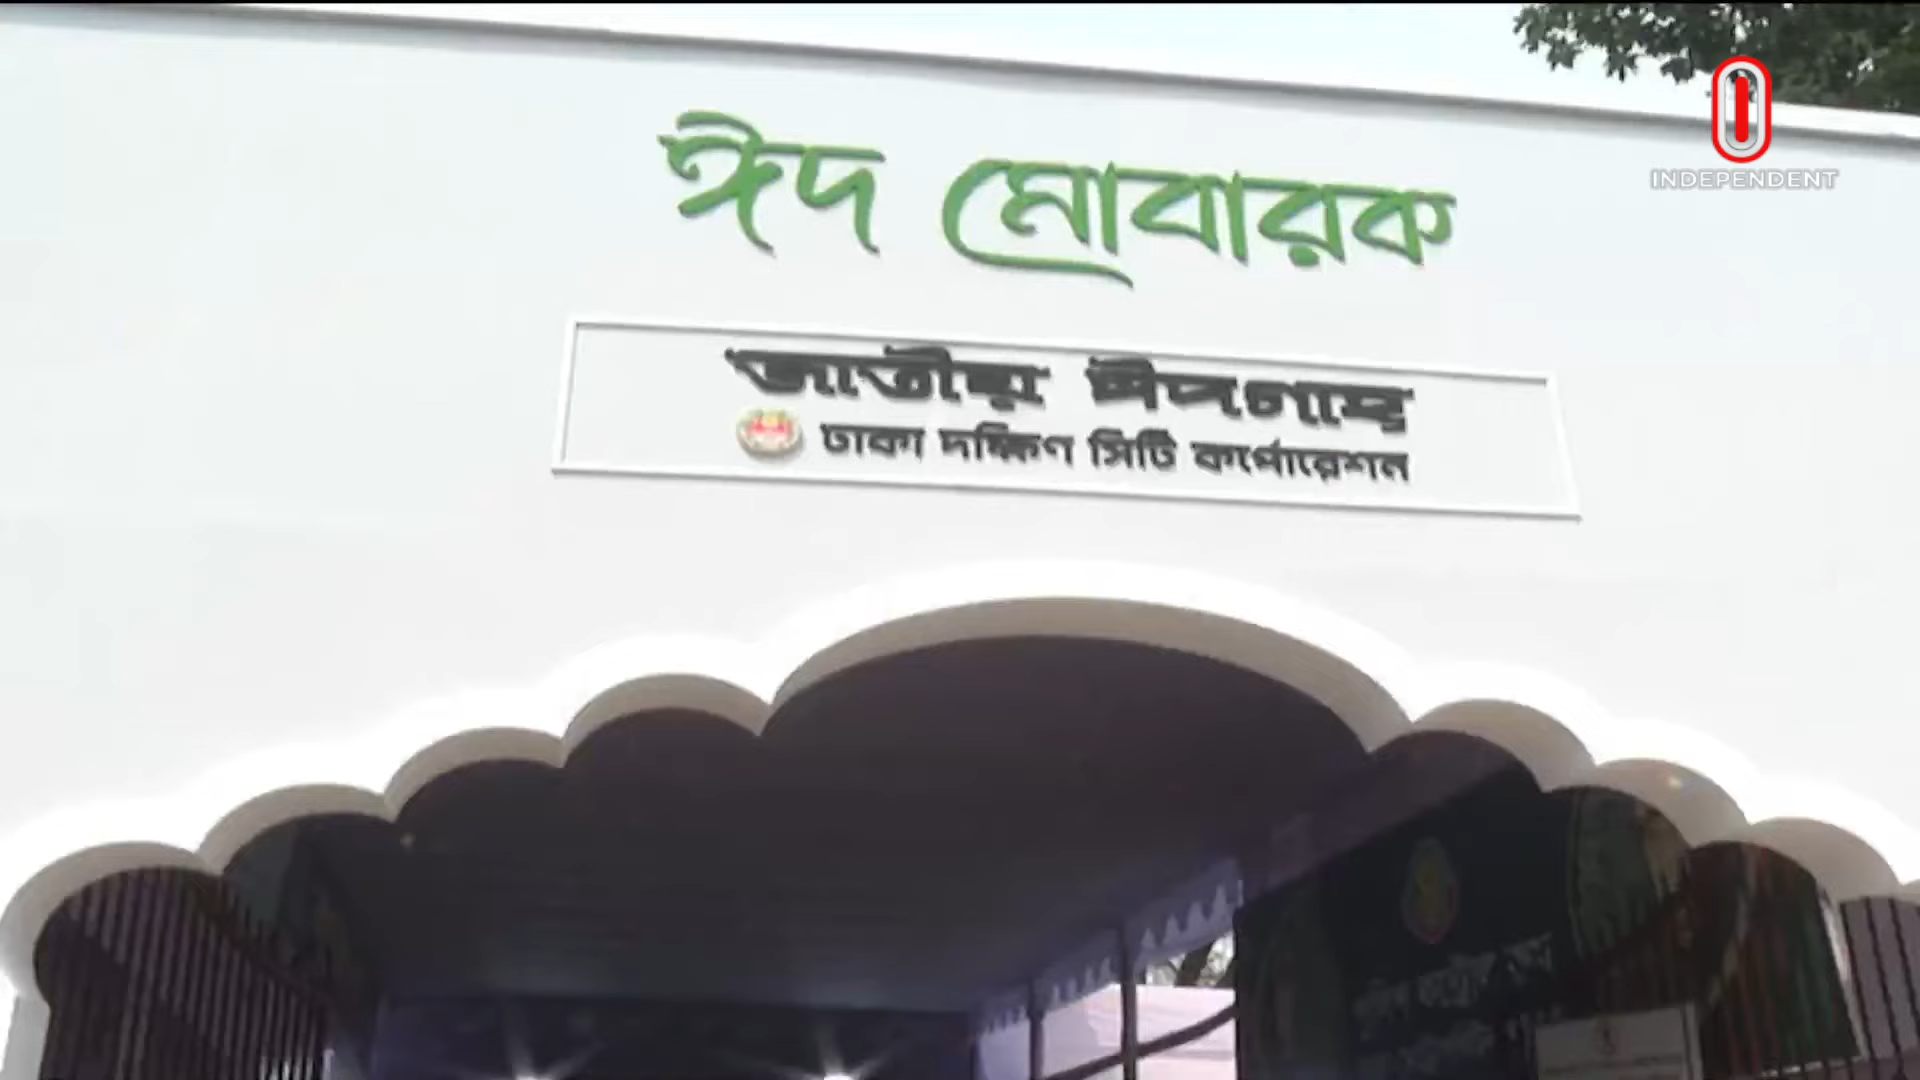 ঈদ মোবারক
INDEPENDENT
জাতীয় ঈদগাহ
ঢাকা দক্ষিণ সিটি কর্পোরেশন